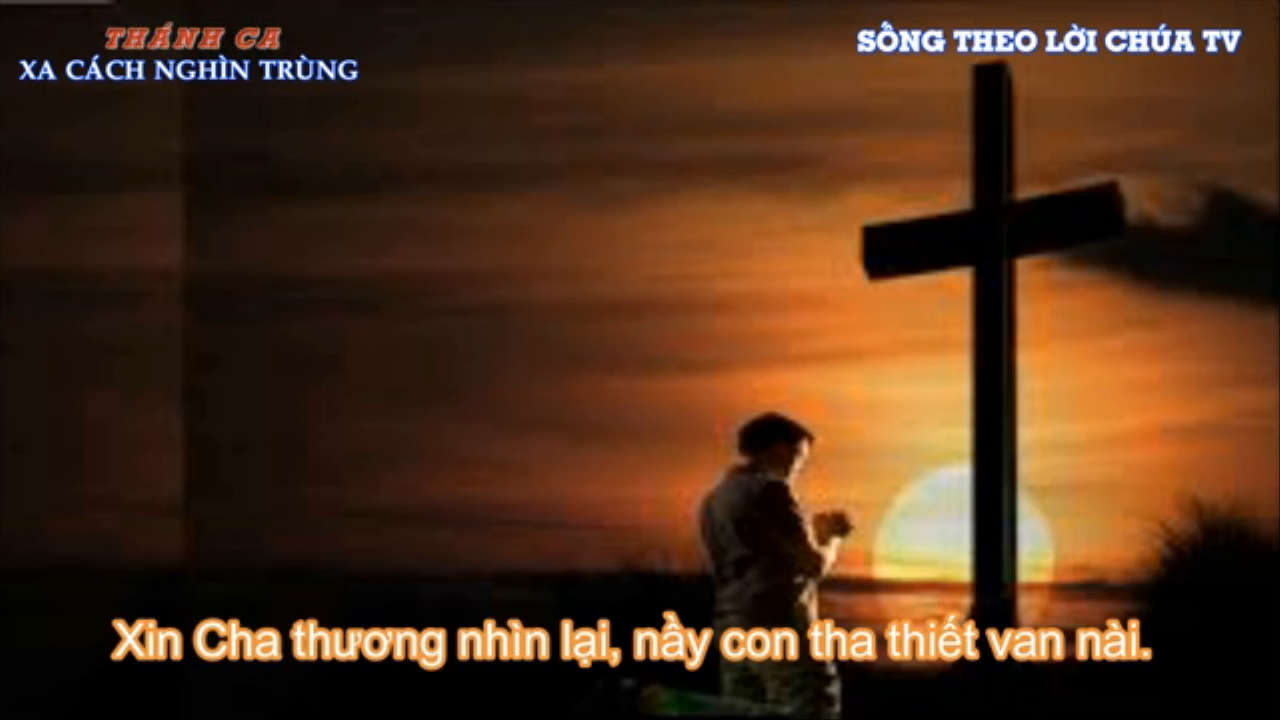 THÁNH CA
XA CÁCH NGHÌN TRÙNG
SỐNG THEO LỜI CHÚA TV
Xin Cha thương nhìn lại, nầy con tha thiết van nài.